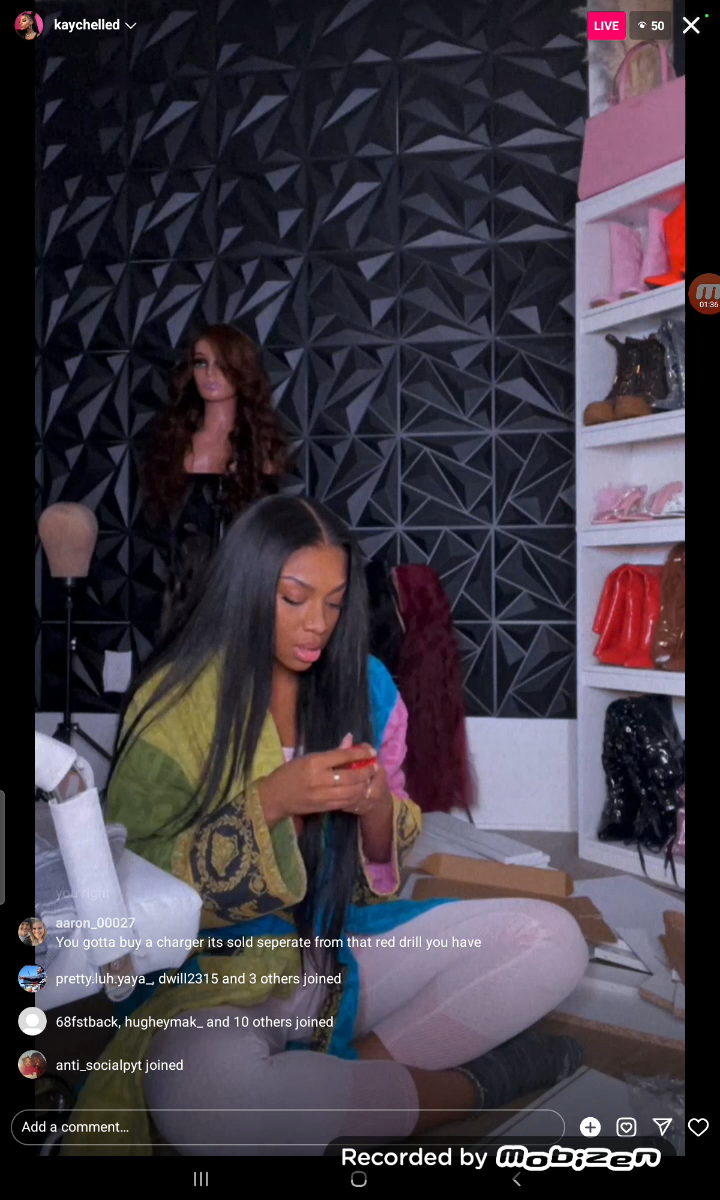 kaychelled
LIVE
50
01:36
you right
aaron_00027
You gotta buy a charger its sold seperate from that red drill you have
pretty.luh.yaya_, dwill2315 and 3 others joined
68fstback, hugheymak_ and 10 others joined
anti_socialpyt joined
Add a comment...
Recorded by mobizen